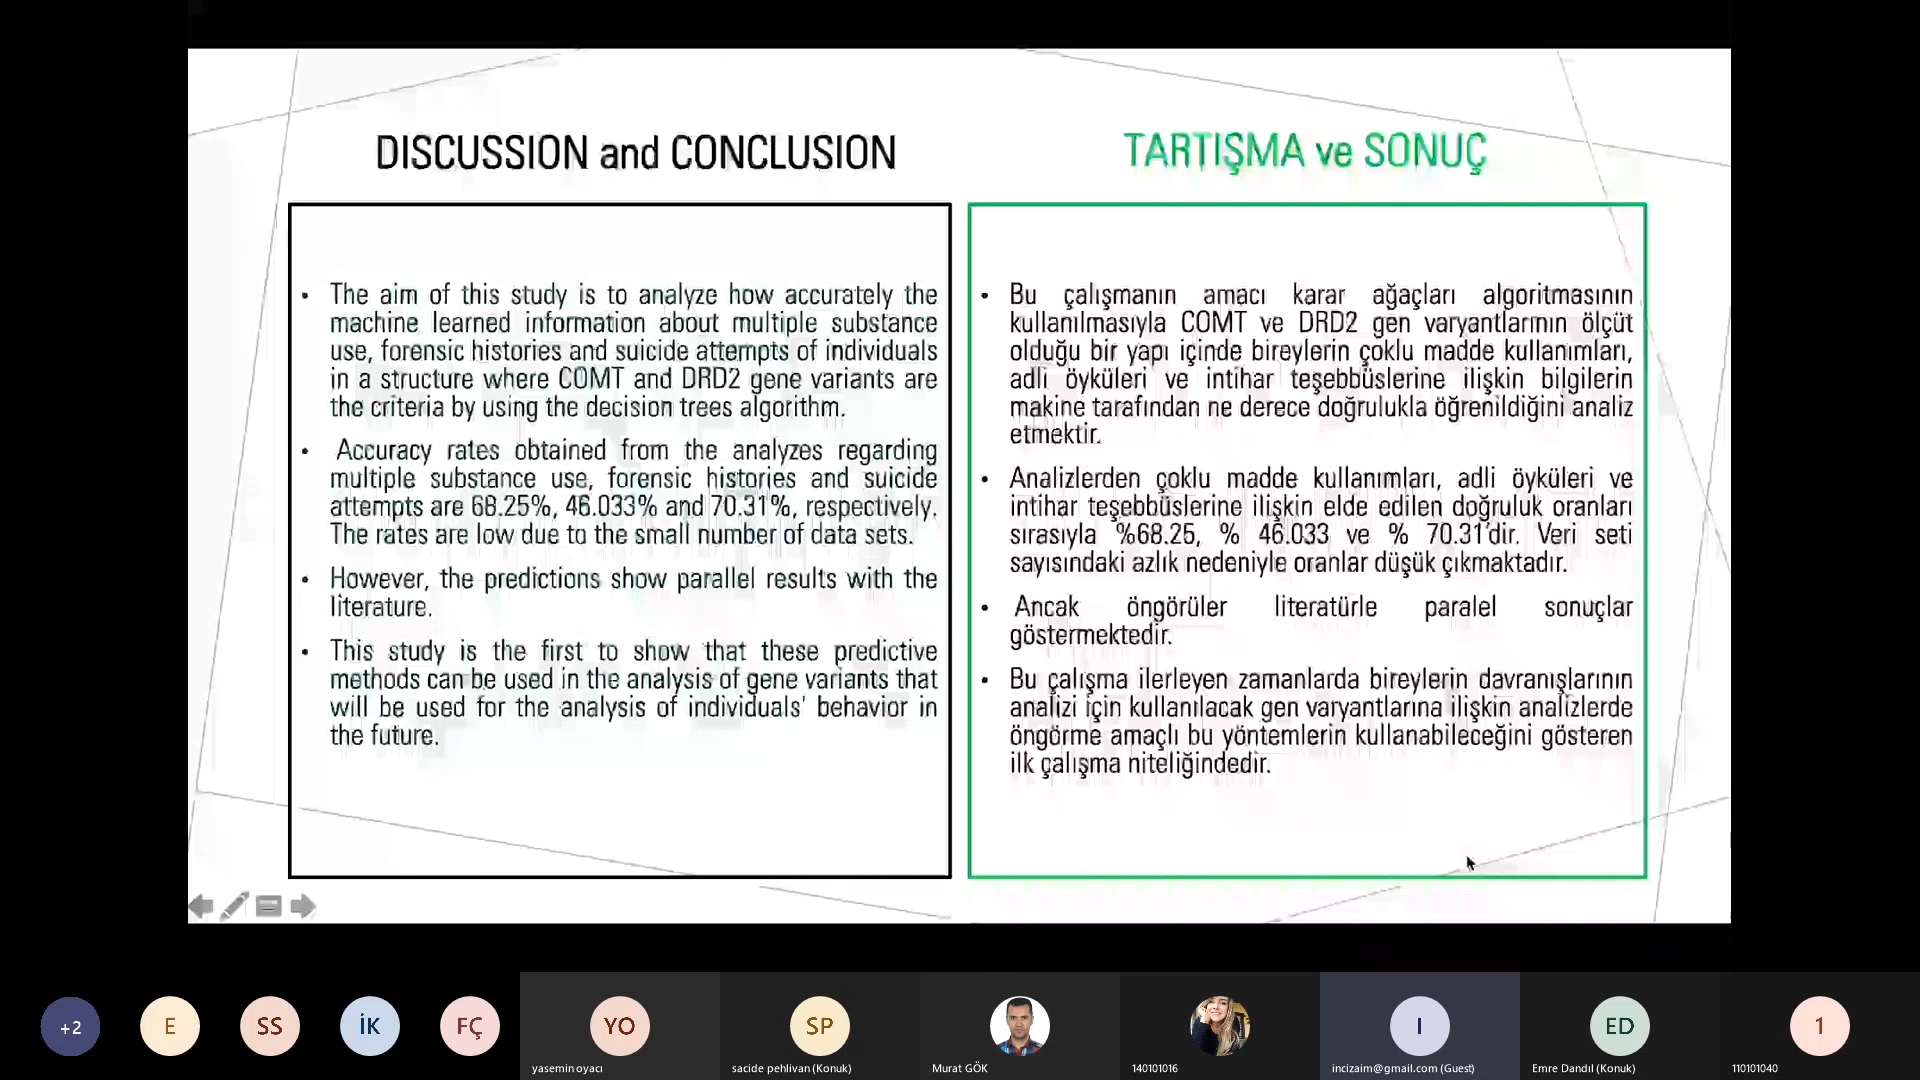 DISCUSSION and CONCLUSION
• The aim of this study is to analyze how accurately the
machine learned information about multiple substance
use, forensic histories and suicide attempts of individuals
in a structure where COMT and DRD2 gene variants are
the criteria by using the decision trees algorithm.
• Accuracy rates obtained from the analyzes regarding
multiple substance use, forensic histories and suicide
attempts are 68.25%, 46.033% and 70.31%, respectively.
The rates are low due to the small number of data sets.
• However, the predictions show parallel results with the
literature.
• This study is the first to show that these predictive
methods can be used in the analysis of gene variants that
will be used for the analysis of individuals' behavior in
the future.
TARTIŞMA ve SONUÇ
• Bu çalışmanın amacı karar ağaçları algoritmasının
kullanılmasıyla COMT ve DRD2 gen varyantlarının ölçüt
olduğu bir yapı içinde bireylerin çoklu madde kullanımları,
adli öyküleri ve intihar teşebbüslerine ilişkin bilgilerin
makine tarafından ne derece doğrulukla öğrenildiğini analiz
etmektir.
• Analizlerden çoklu madde kullanımları, adli öyküleri ve
intihar teşebbüslerine ilişkin elde edilen doğruluk oranları
sırasıyla %68.25, % 46.033 ve % 70.31'dir. Veri seti
sayısındaki azlık nedeniyle oranlar düşük çıkmaktadır.
• Ancak öngörüler literatürle paralel sonuçlar
göstermektedir.
• Bu çalışma ilerleyen zamanlarda bireylerin davranışlarının
analizi için kullanılacak gen varyantlarına ilişkin analizlerde
öngörme amaçlı bu yöntemlerin kullanabileceğini gösteren
ilk çalışma niteliğindedir.
+2
E
SS
İK
FÇ
YO
SP
I
ED
1
yasemin oyacı
sacide pehlivan (Konuk)
Murat GÖK
140101016
incizaim@gmail.com (Guest)
Emre Dandıl (Konuk)
110101040